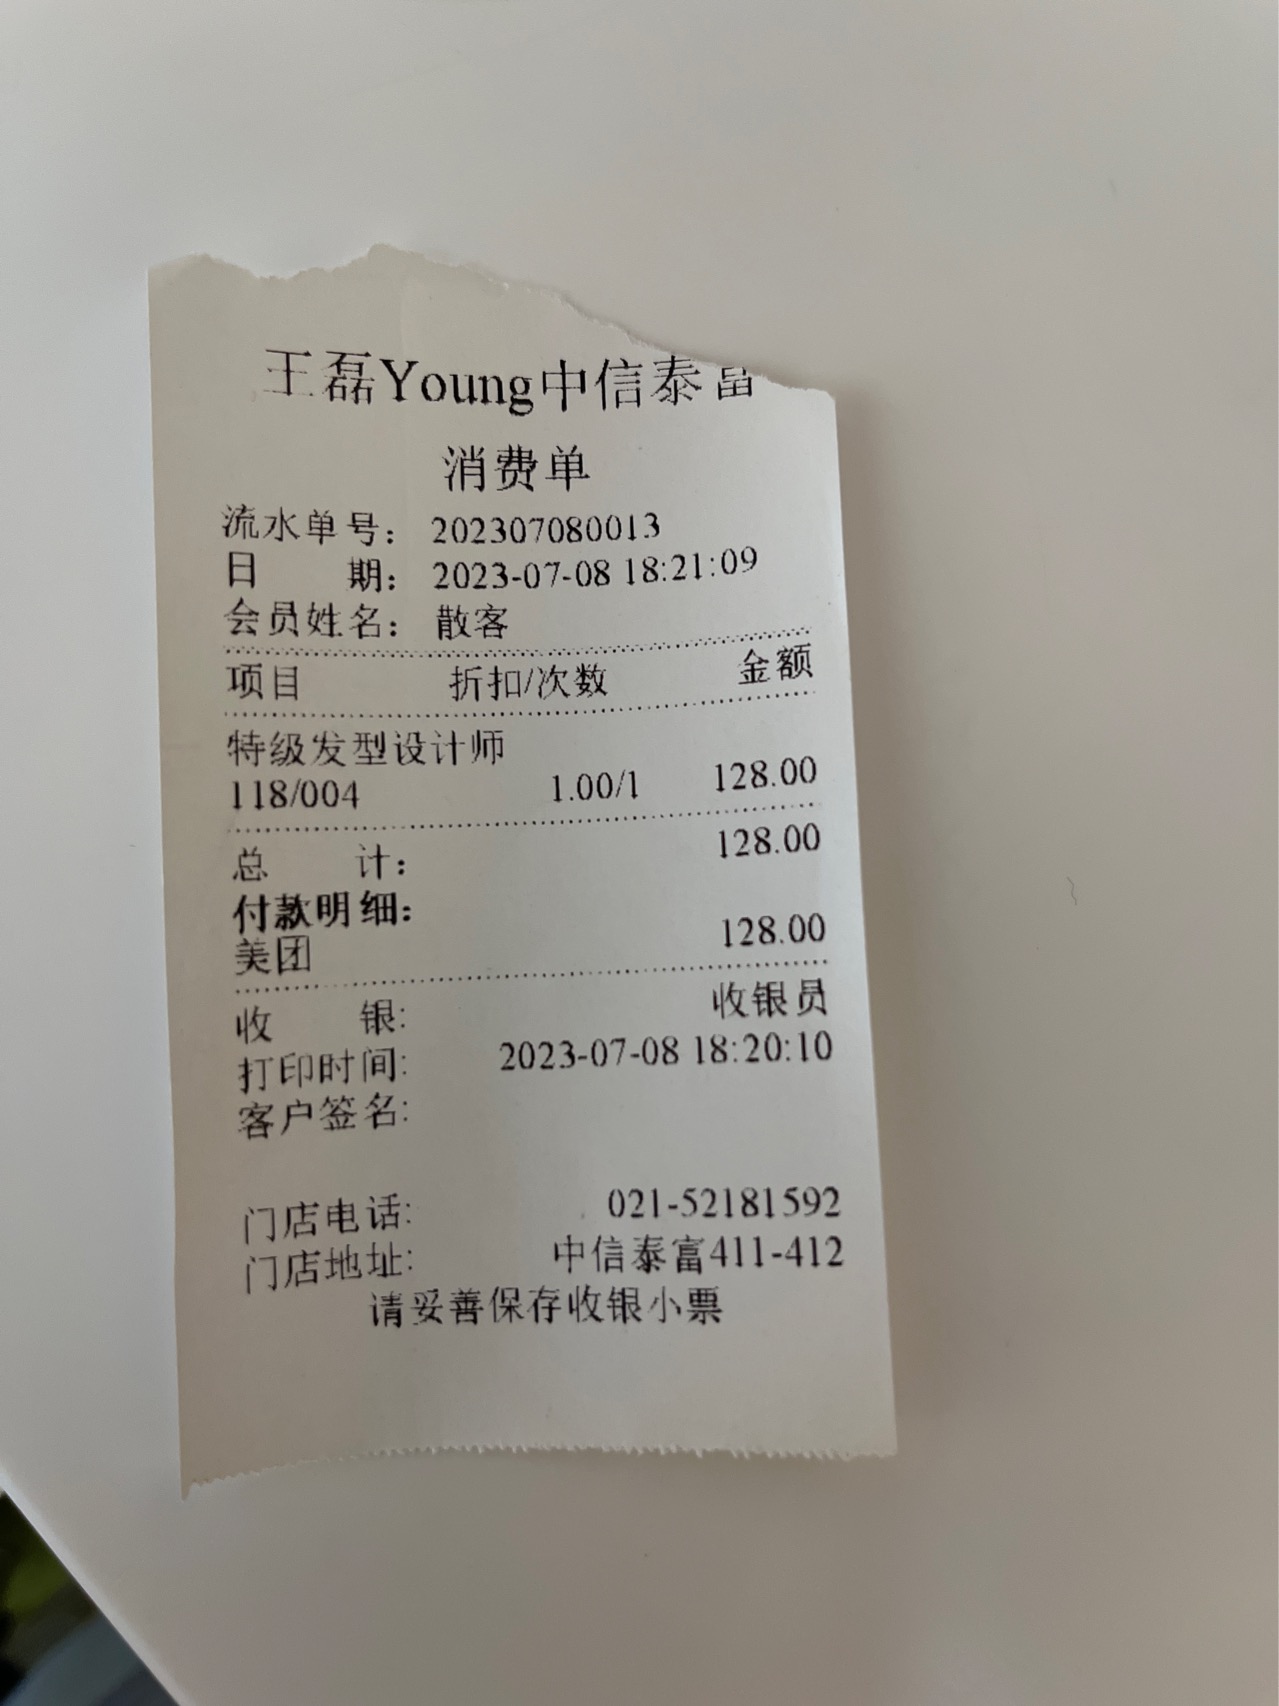 王磊Young中信泰富
消费单
流水单号： 202307080013
日 期： 2023-07-08 18:21:09
会员姓名： 散客
项目 折扣/次数 金额
特级发型设计师
118/004 1.00/1 128.00
总 计： 128.00
付款明细：
美团 128.00
收 银: 收银员
打印时间: 2023-07-08 18:20:10
客户签名:
门店电话: 021-52181592
门店地址: 中信泰富411-412
请妥善保存收银小票